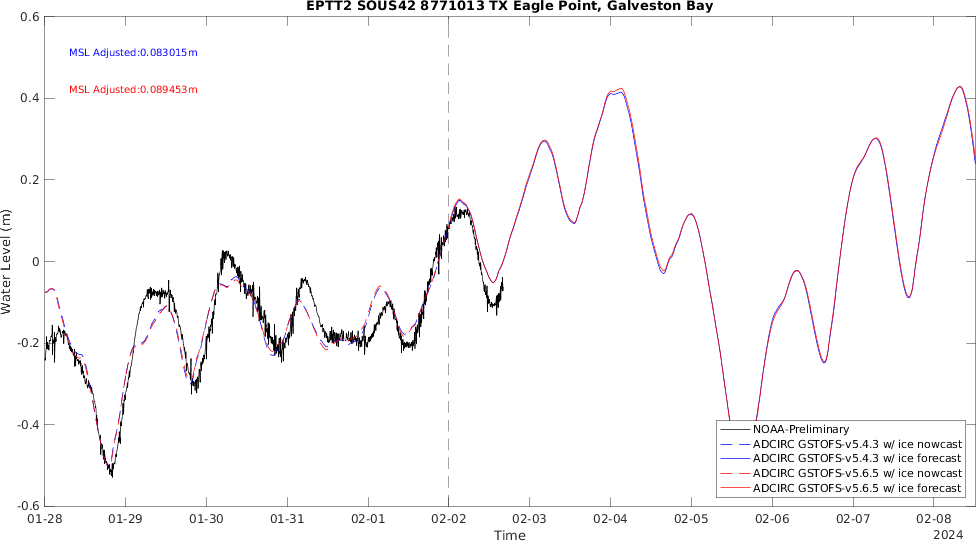 EPTT2 SOUS42 8771013 TX Eagle Point, Galveston Bay
0.6
MSL Adjusted:0.083015m
MSL Adjusted:0.089453m
0.4
0.2
0
-0.2
-0.4
-0.6
Water Level (m)
NOAA-Preliminary
ADCIRC GSTOFS-v5.4.3 w/ ice nowcast
ADCIRC GSTOFS-v5.4.3 w/ ice forecast
ADCIRC GSTOFS-v5.6.5 w/ ice nowcast
ADCIRC GSTOFS-v5.6.5 w/ ice forecast
01-28 01-29 01-30 01-31 02-01 02-02 02-03 02-04 02-05 02-06 02-07 02-08
Time 2024